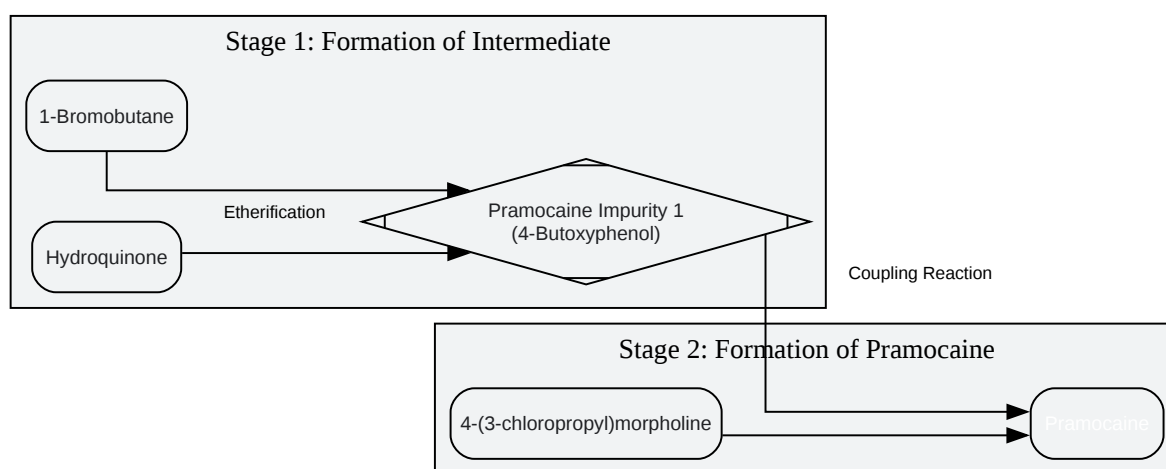 Stage 1: Formation of Intermediate
1-Bromobutane
Etherification
Pramocaine Impurity 1
(4-Butoxyphenol)
Hydroquinone
Coupling Reaction
Stage 2: Formation of Pramocaine
4-(3-chloropropyl)morpholine
Pramocaine